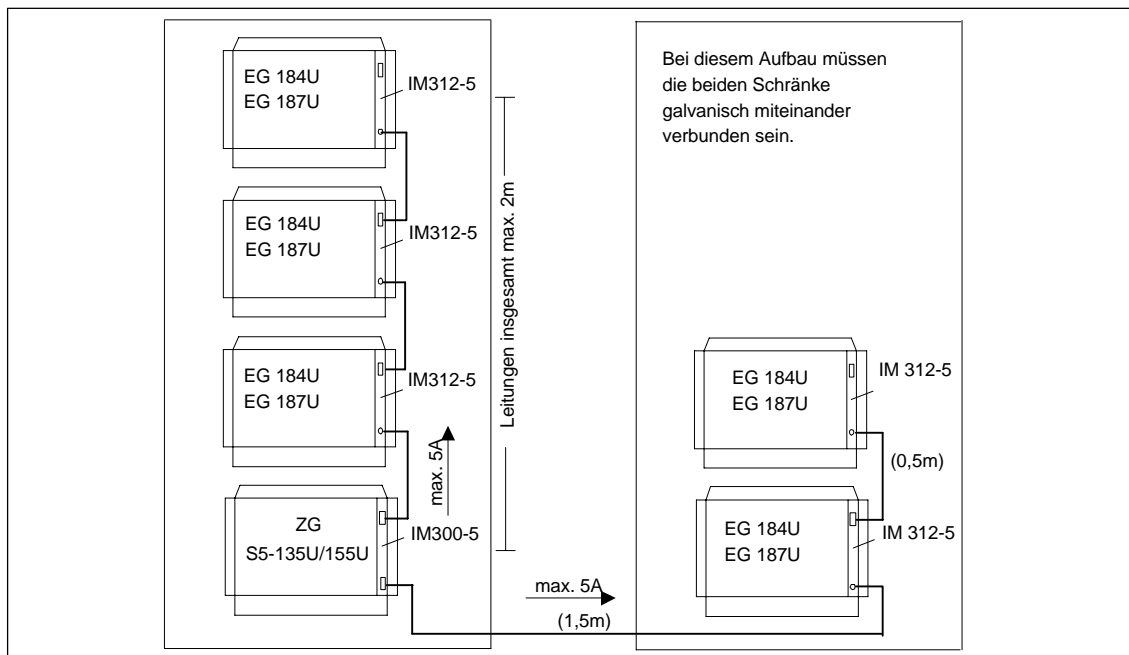 EG 184U
EG 187U
IM312-5
EG 184U
EG 187U
IM312-5
EG 184U
EG 187U
IM312-5
max. 5A
ZG
S5-135U/155U
IM300-5
Leitungen insgesamt max. 2m
max. 5A
(1,5m)
Bei diesem Aufbau müssen
die beiden Schränke
galvanisch miteinander
verbunden sein.
EG 184U
EG 187U
IM 312-5
(0,5m)
EG 184U
EG 187U
IM 312-5